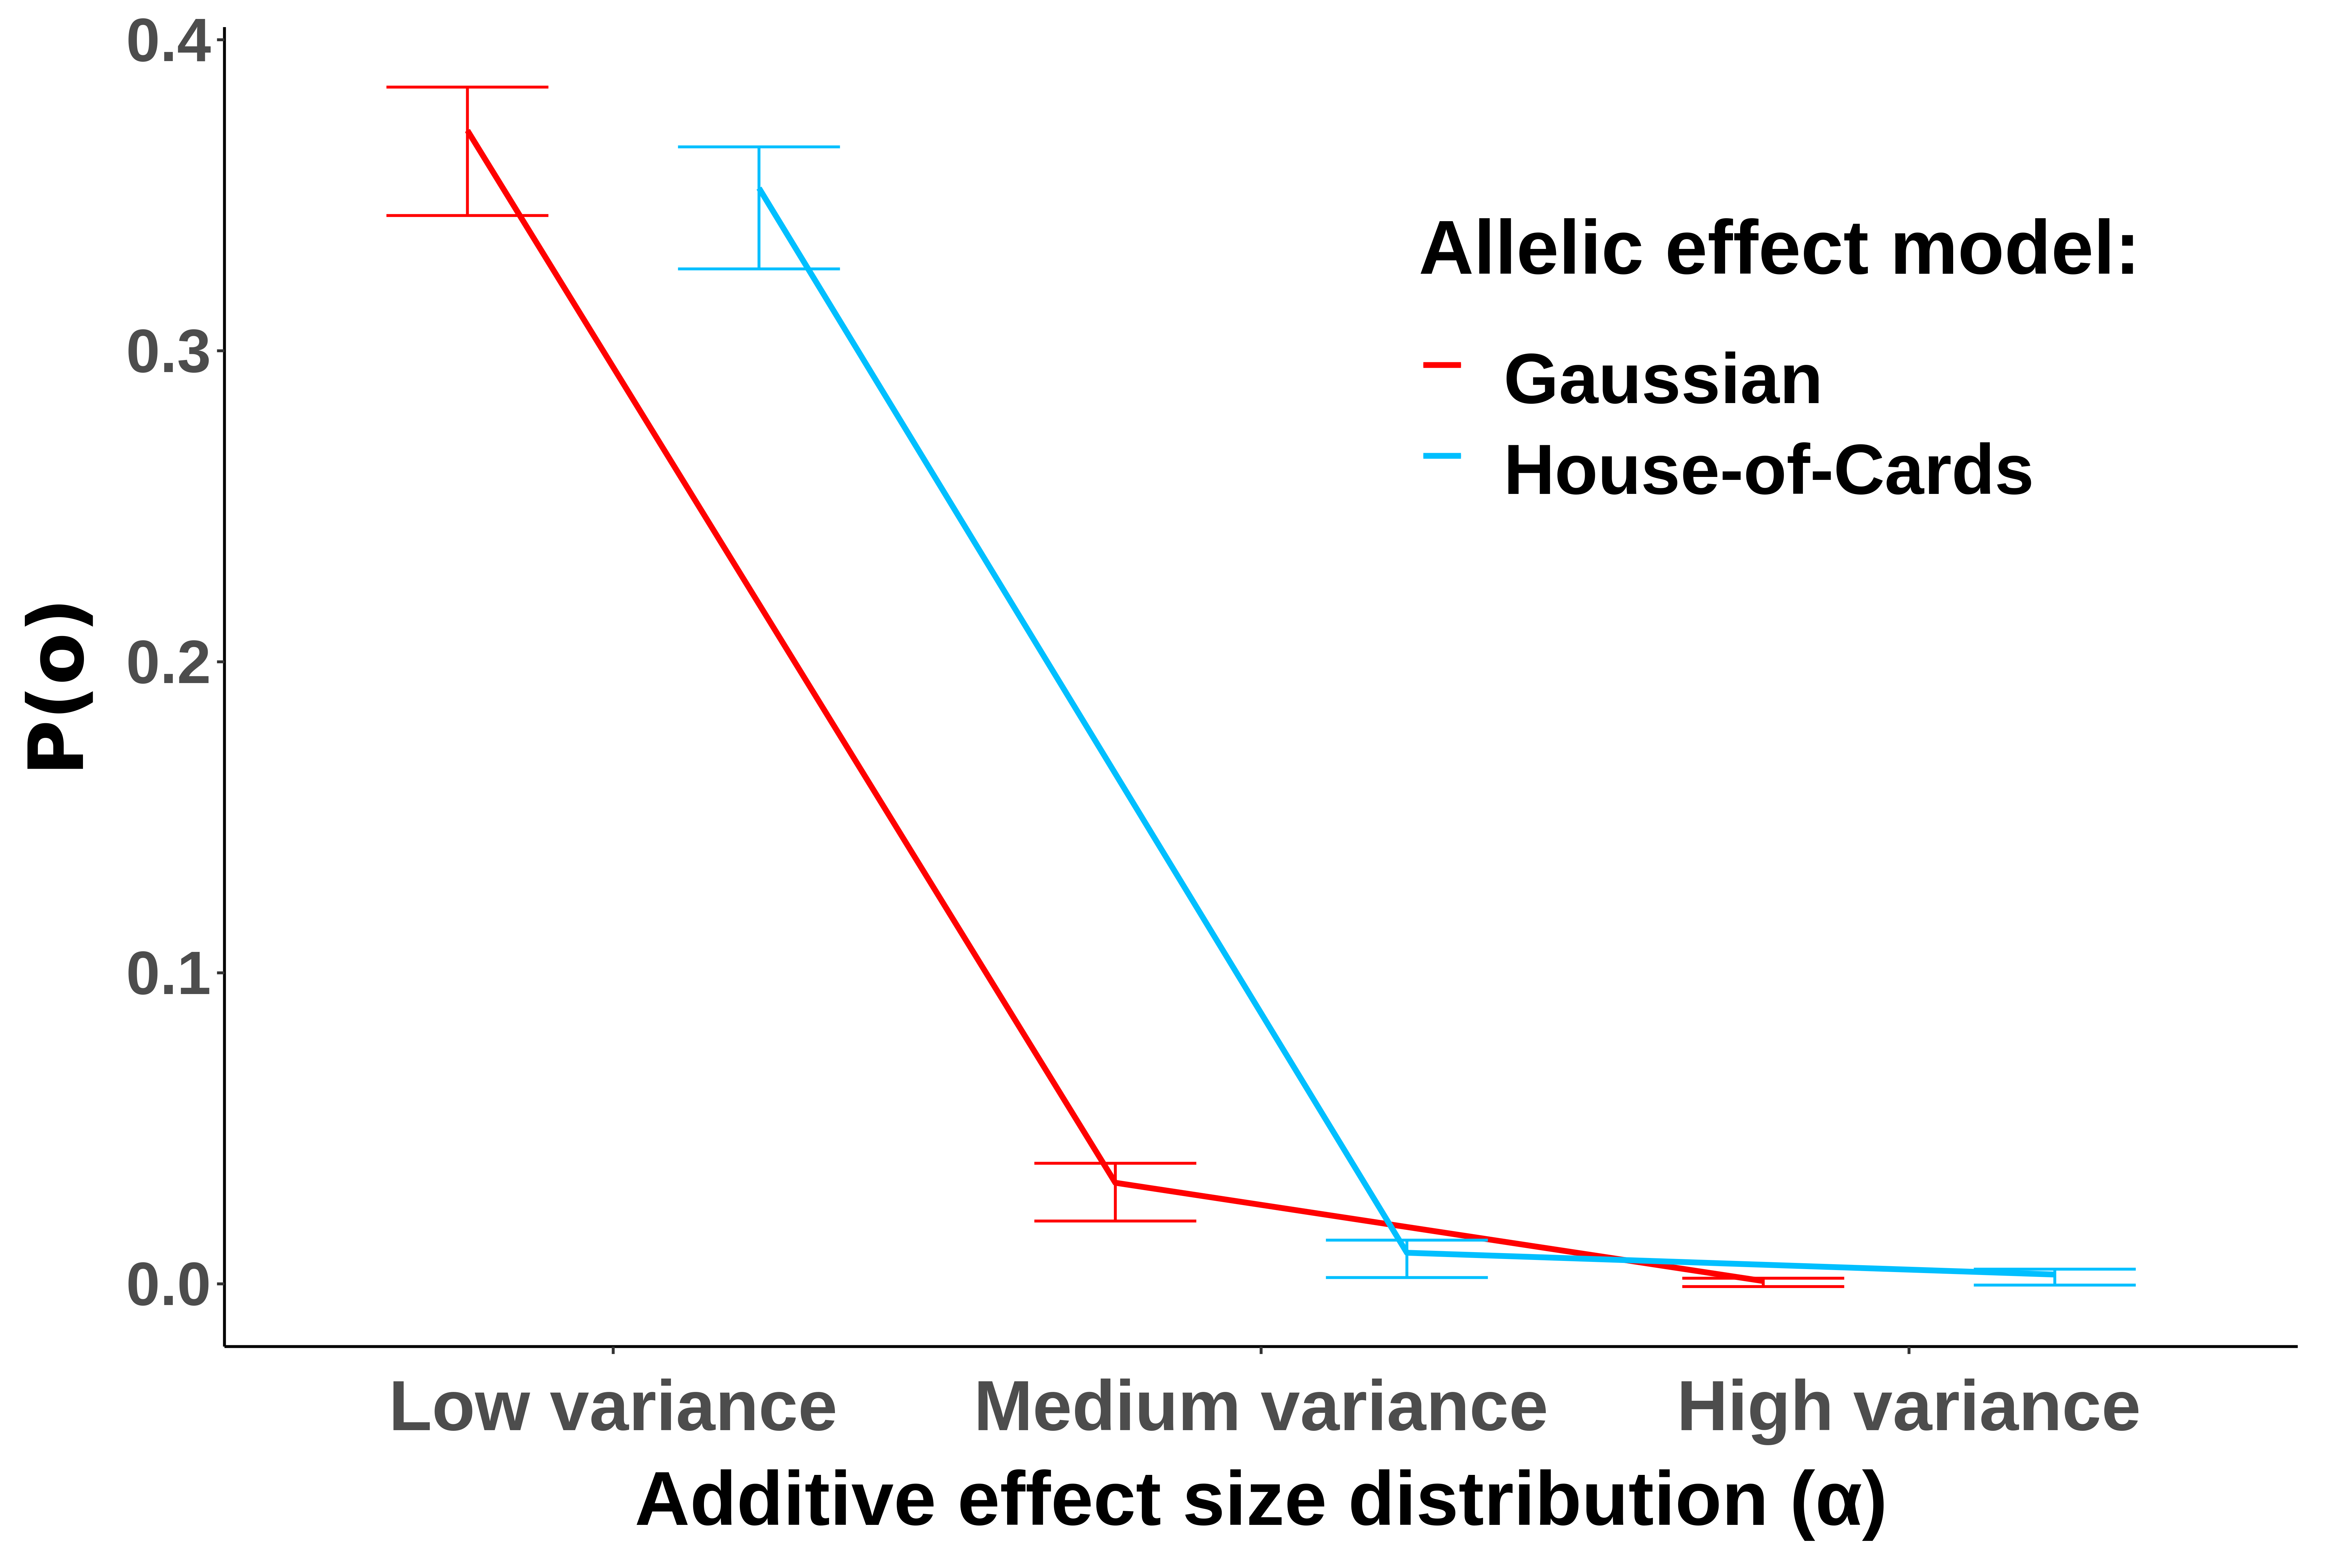 0.4
0.3
0.2
0.1
0.0
P(o)
Allelic effect model:
Gaussian
House-of-Cards
Low variance
Medium variance
High variance
Additive effect size distribution (α)